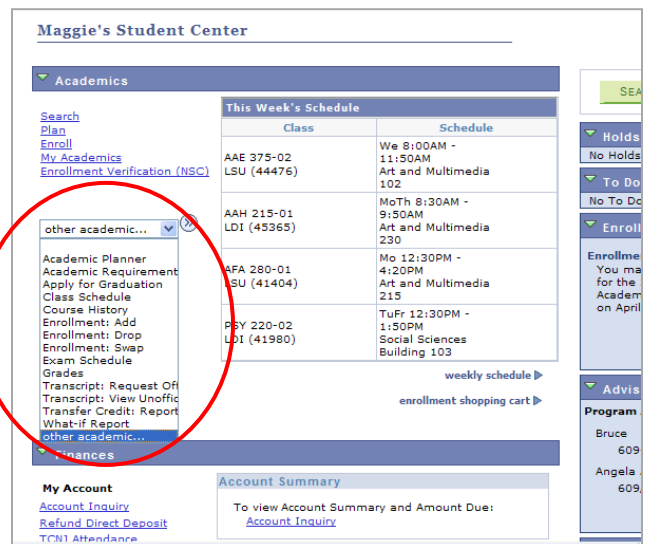 Maggie's Student Center
Academics
Search
Plan
Enroll
My Academics
Enrollment Verification (NSC)
other academic...
Academic Planner
Academic Requirement
Apply for Graduation
Class Schedule
Course History
Enrollment: Add
Enrollment: Drop
Enrollment: Swap
Exam Schedule
Grades
Transcript: Request Off
Transcript: View Unoffic
Transfer Credit: Report
What-if Report
other academic...
This Week's Schedule
Class
Schedule
AAE 375-02
LSU (44476)
We 8:00AM -
11:50AM
Art and Multimedia
102
AAH 215-01
LDI (45365)
MoTh 8:30AM -
9:50AM
Art and Multimedia
230
AFA 280-01
LSU (41404)
Mo 12:30PM -
4:20PM
Art and Multimedia
215
PSY 220-02
LDI (41980)
TuFr 12:30PM -
1:50PM
Social Sciences
Building 103
weekly schedule
enrollment shopping cart
Finances
My Account
Account Inquiry
Refund Direct Deposit
TCNJ Attendance
Account Summary
To view Account Summary and Amount Due:
Account Inquiry
SEA
Holds
No Holds
To Do
No To Do
Enroll
Enrollme
You ma
for the
Academ
on April
Advis
Program
Bruce
609
Angela
609,